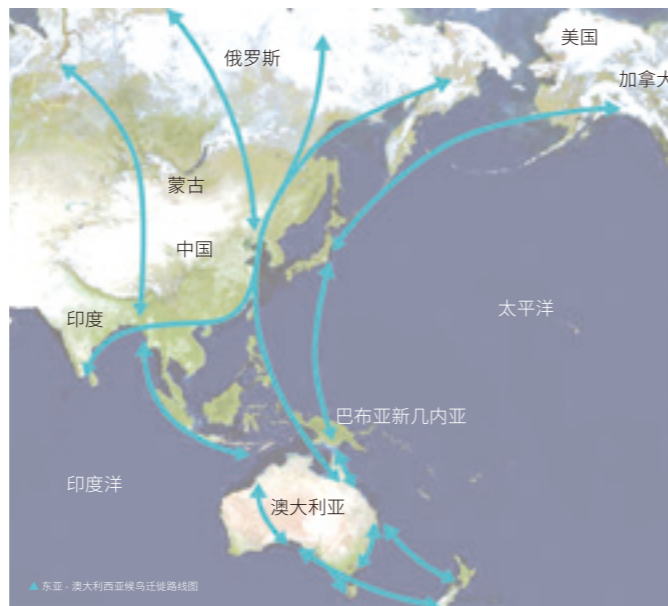 美国
俄罗斯
加拿大
蒙古
中国
印度
太平洋
巴布亚新几内亚
印度洋
澳大利亚
▲ 东亚 - 澳大利西亚候鸟迁徙路线图